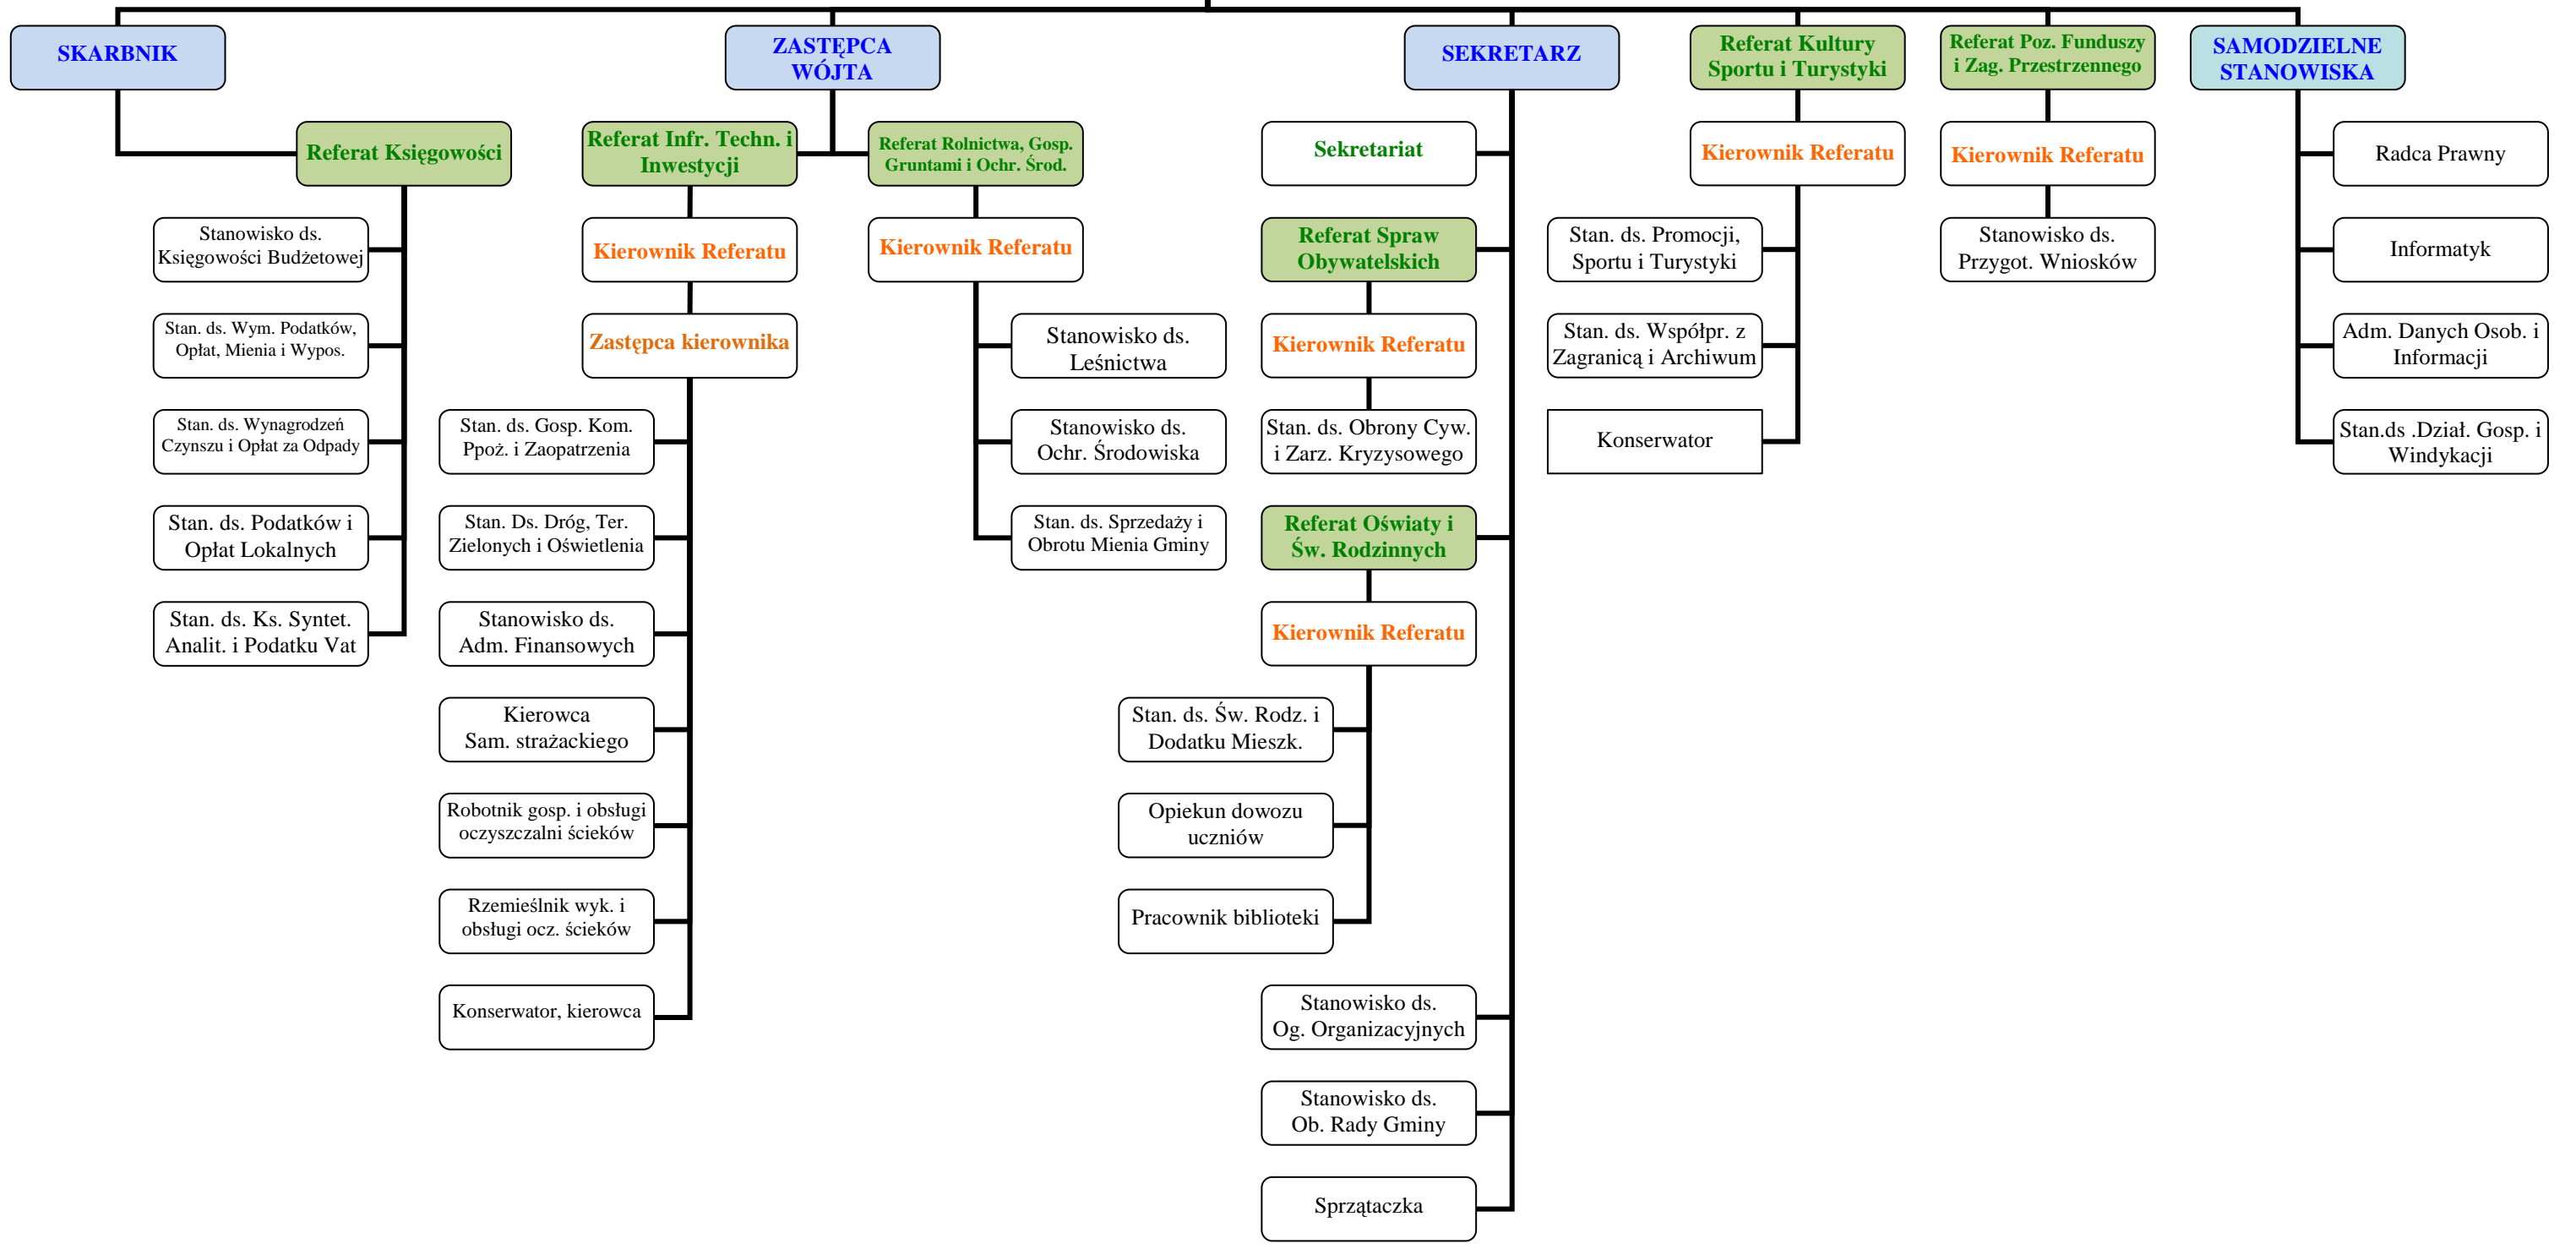 SKARBNIK
ZASTĘPCA
WÓJTA
SEKRETARZ
Referat Kultury
Sportu i Turystyki
Referat Poz. Funduszy
i Zag. Przestrzennego
SAMODZIELNE
STANOWISKA
Referat Księgowości
Stanowisko ds.
Księgowości Budżetowej
Stan. ds. Wym. Podatków,
Opłat, Mienia i Wypos.
Stan. ds. Wynagrodzeń
Czynszu i Opłat za Odpady
Stan. ds. Podatków i
Opłat Lokalnych
Stan. ds. Ks. Syntet.
Analit. i Podatku Vat
Referat Infr. Techn. i
Inwestycji
Kierownik Referatu
Zastępca kierownika
Stan. ds. Gosp. Kom.
Ppoż. i Zaopatrzenia
Stan. Ds. Dróg, Ter.
Zielonych i Oświetlenia
Stanowisko ds.
Adm. Finansowych
Kierowca
Sam. strażackiego
Robotnik gosp. i obsługi
oczyszczalni ścieków
Rzemieślnik wyk. i
obsługi ocz. ścieków
Konserwator, kierowca
Referat Rolnictwa, Gosp.
Gruntami i Ochr. Środ.
Kierownik Referatu
Stanowisko ds.
Leśnictwa
Stanowisko ds.
Ochr. Środowiska
Stan. ds. Sprzedaży i
Obrotu Mienia Gminy
Sekretariat
Referat Spraw
Obywatelskich
Kierownik Referatu
Stan. ds. Obrony Cyw.
i Zarz. Kryzysowego
Referat Oświaty i
Św. Rodzinnych
Kierownik Referatu
Stan. ds. Św. Rodz. i
Dodatku Mieszk.
Opiekun dowozu
uczniów
Pracownik biblioteki
Stanowisko ds.
Og. Organizacyjnych
Stanowisko ds.
Ob. Rady Gminy
Sprzątaczka
Kierownik Referatu
Stan. ds. Promocji,
Sportu i Turystyki
Stan. ds. Współpr. z
Zagranicą i Archiwum
Konserwator
Kierownik Referatu
Stanowisko ds.
Przygot. Wniosków
Radca Prawny
Informatyk
Adm. Danych Osob. i
Informacji
Stan.ds .Dział. Gosp. i
Windykacji